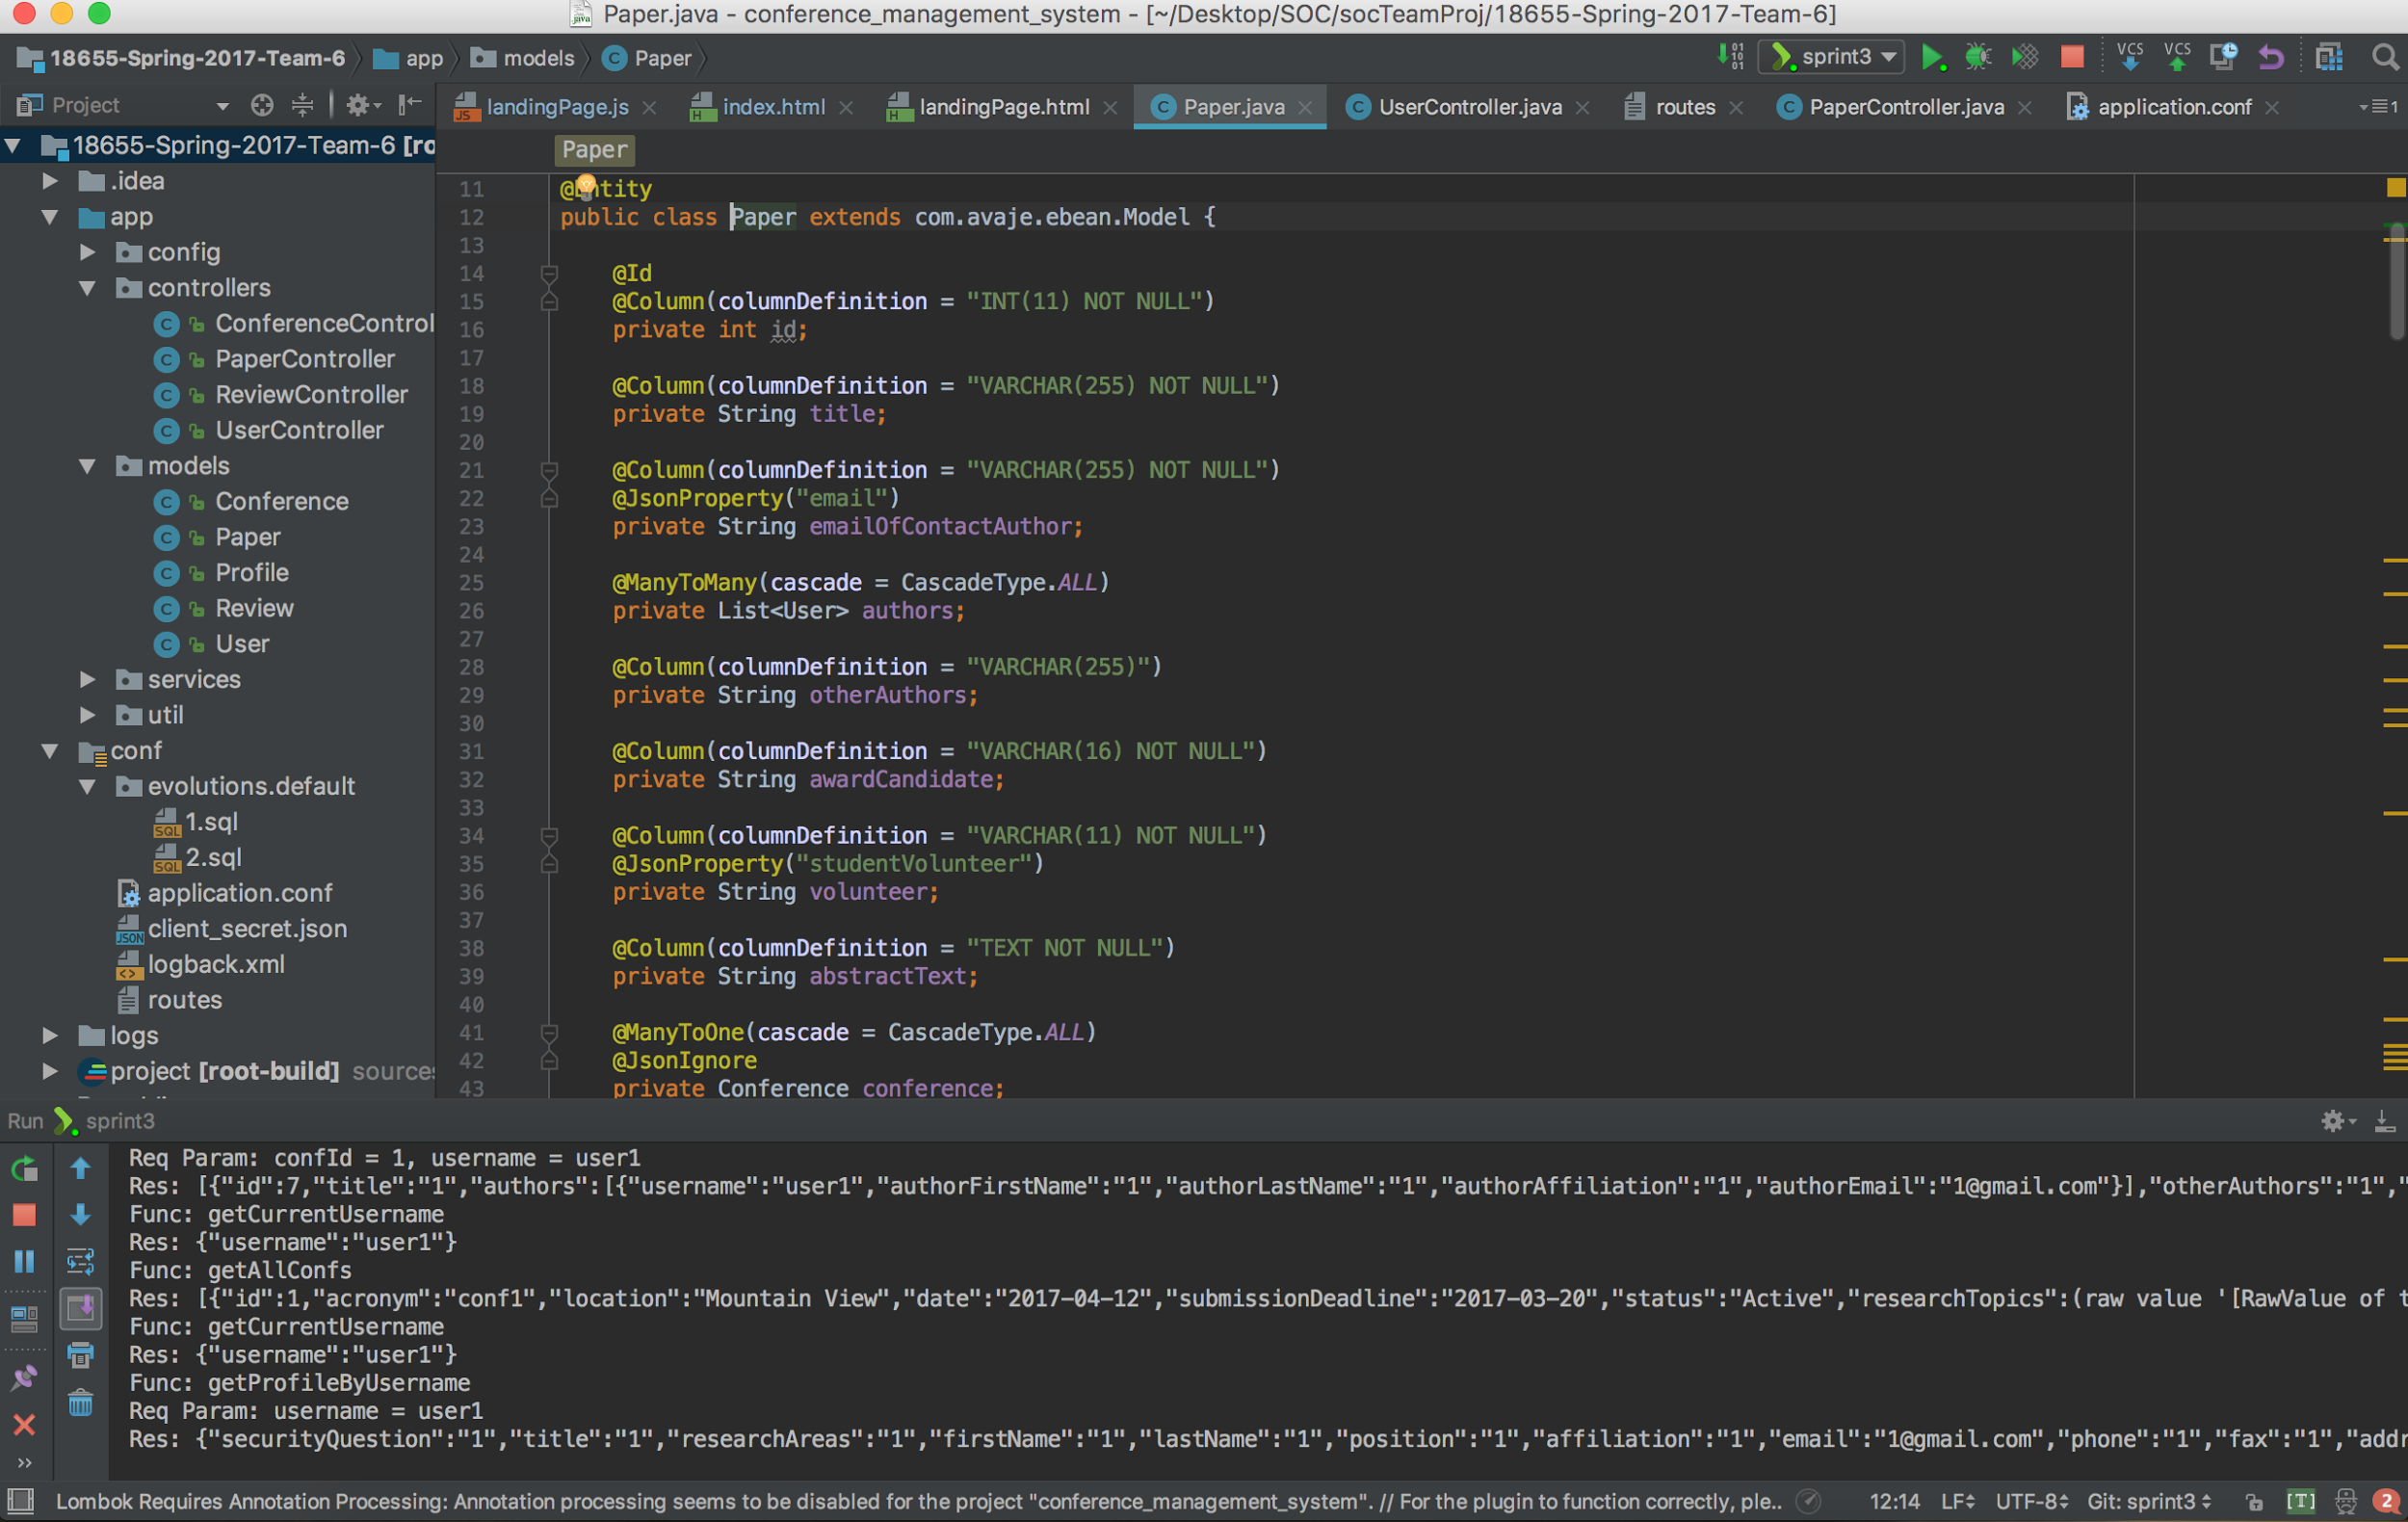 Paper.java - conference_management_system - [~/Desktop/SOC/socTeamProj/18655-Spring-2017-Team-6]
18655-Spring-2017-Team-6 app models Paper sprint3 VCS VCS
Project landingPage.js index.html landingPage.html Paper.java UserController.java routes PaperController.java application.conf
18655-Spring-2017-Team-6 [ro
.idea
app
config
controllers
ConferenceControl
PaperController
ReviewController
UserController
models
Conference
Paper
Profile
Review
User
services
util
conf
evolutions.default
1.sql
2.sql
application.conf
client_secret.json
logback.xml
routes
logs
project [root-build] sources
Paper
11 @Entity
12 public class Paper extends com.avaje.ebean.Model {
13
14 @Id
15 @Column(columnDefinition = "INT(11) NOT NULL")
16 private int id;
17
18 @Column(columnDefinition = "VARCHAR(255) NOT NULL")
19 private String title;
20
21 @Column(columnDefinition = "VARCHAR(255) NOT NULL")
22 @JsonProperty("email")
23 private String emailOfContactAuthor;
24
25 @ManyToMany(cascade = CascadeType.ALL)
26 private List<User> authors;
27
28 @Column(columnDefinition = "VARCHAR(255)")
29 private String otherAuthors;
30
31 @Column(columnDefinition = "VARCHAR(16) NOT NULL")
32 private String awardCandidate;
33
34 @Column(columnDefinition = "VARCHAR(11) NOT NULL")
35 @JsonProperty("studentVolunteer")
36 private String volunteer;
37
38 @Column(columnDefinition = "TEXT NOT NULL")
39 private String abstractText;
40
41 @ManyToOne(cascade = CascadeType.ALL)
42 @JsonIgnore
43 private Conference conference;
Run sprint3
Req Param: confId = 1, username = user1
Res: [{"id":7,"title":"1","authors":[{"username":"user1","authorFirstName":"1","authorLastName":"1","authorAffiliation":"1","authorEmail":"1@gmail.com"}],"otherAuthors":"1","
Func: getCurrentUsername
Res: {"username":"user1"}
Func: getAllConfs
Res: [{"id":1,"acronym":"conf1","location":"Mountain View","date":"2017-04-12","submissionDeadline":"2017-03-20","status":"Active","researchTopics":(raw value '[RawValue of t
Func: getCurrentUsername
Res: {"username":"user1"}
Func: getProfileByUsername
Req Param: username = user1
Res: {"securityQuestion":"1","title":"1","researchAreas":"1","firstName":"1","lastName":"1","position":"1","affiliation":"1","email":"1@gmail.com","phone":"1","fax":"1","addr
Lombok Requires Annotation Processing: Annotation processing seems to be disabled for the project "conference_management_system". // For the plugin to function correctly, ple.. 12:14 LF UTF-8 Git: sprint3 [T] 2